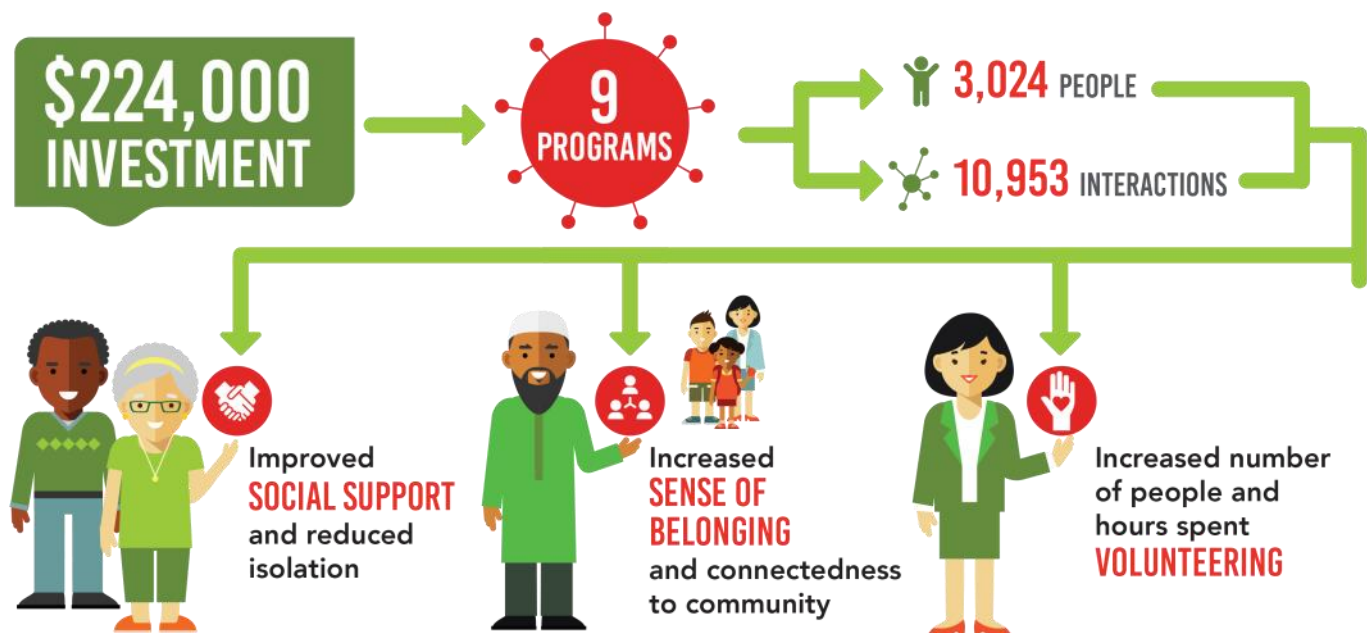 $224,000
INVESTMENT
9
PROGRAMS
3,024 PEOPLE
10,953 INTERACTIONS
Improved
SOCIAL SUPPORT
and reduced
isolation
Increased
SENSE OF
BELONGING
and connectedness
to community
Increased number
of people and
hours spent
VOLUNTEERING